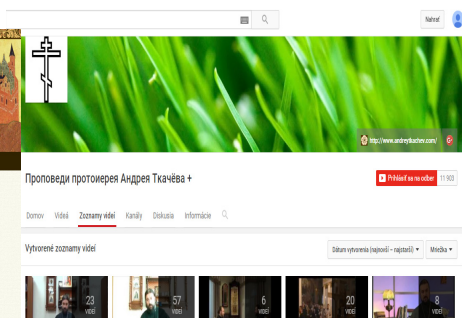 Nahrať
http://www.andreytkachev.com/
Проповеди протоиерея Андрея Ткачёва +
Prihlásiť sa na odber 11 903
Domov Videá Zoznamy videí Kanály Diskusia Informácie
Vytvorené zoznamy videí
Dátum vytvorenia (najnovší – najstarší) Mriežka
23 57 6 20 8
VIDEÍ VIDEÍ VIDEÍ VIDEÍ VIDEÍ